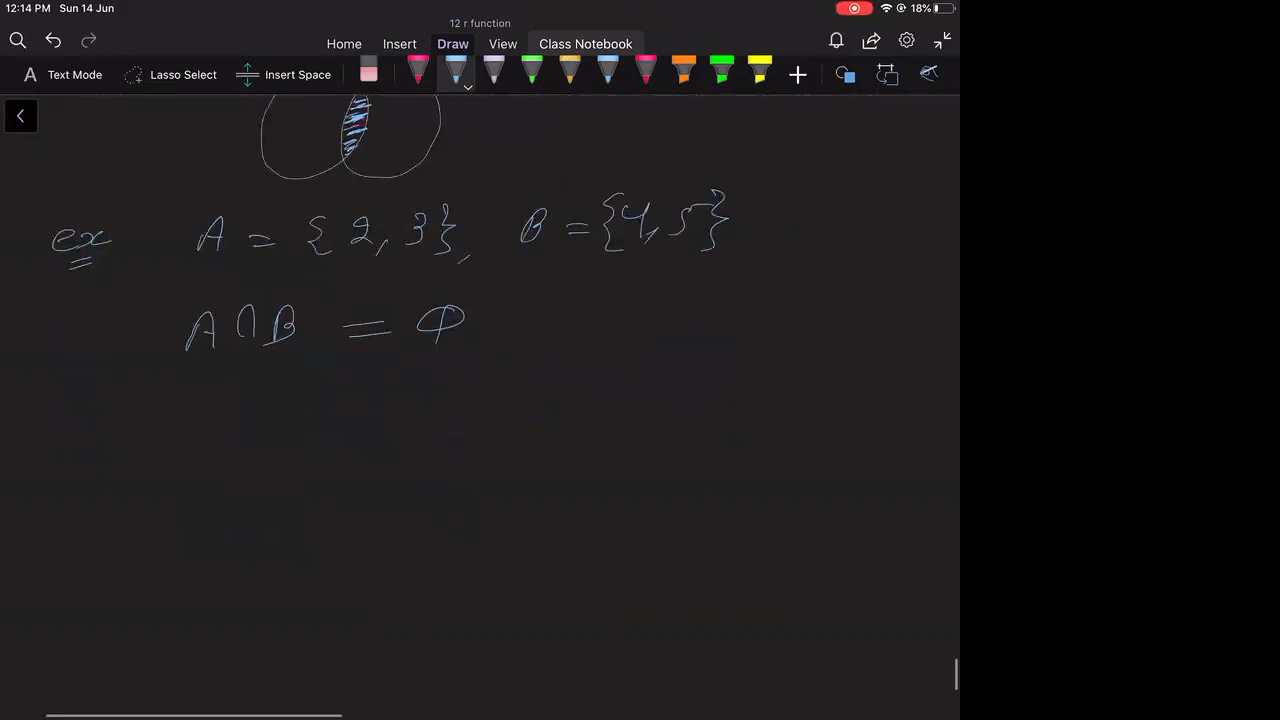 12:14 PM Sun 14 Jun 18%
12 r function
Home Insert Draw View Class Notebook
A Text Mode Lasso Select Insert Space
ex A = {2, 3}, B = {4, 5}
A ∩ B = Φ